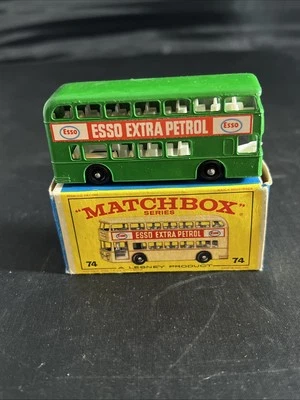 Esso ESSO EXTRA PETROL Esso
"MATCHBOX"
SERIES
ESSO EXTRA PETROL
74 74
A LESNEY PRODUCT